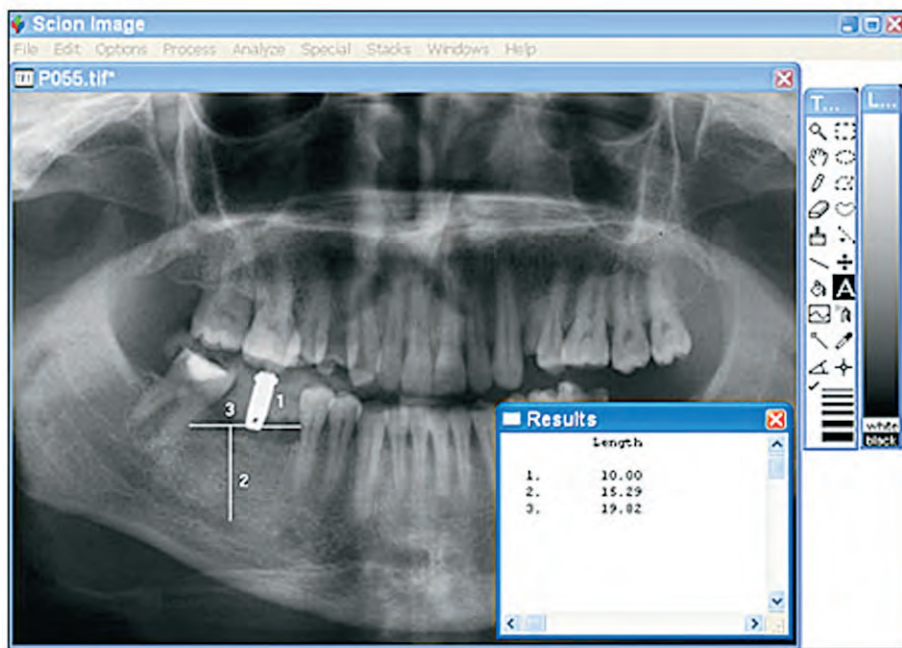 Scion Image
File Edit Options Process Analyze Special Stacks Windows Help
P055.tif*
T... L...
3 1
2
A
Results
Length
1. 10.00
2. 15.29
3. 19.82
white
black